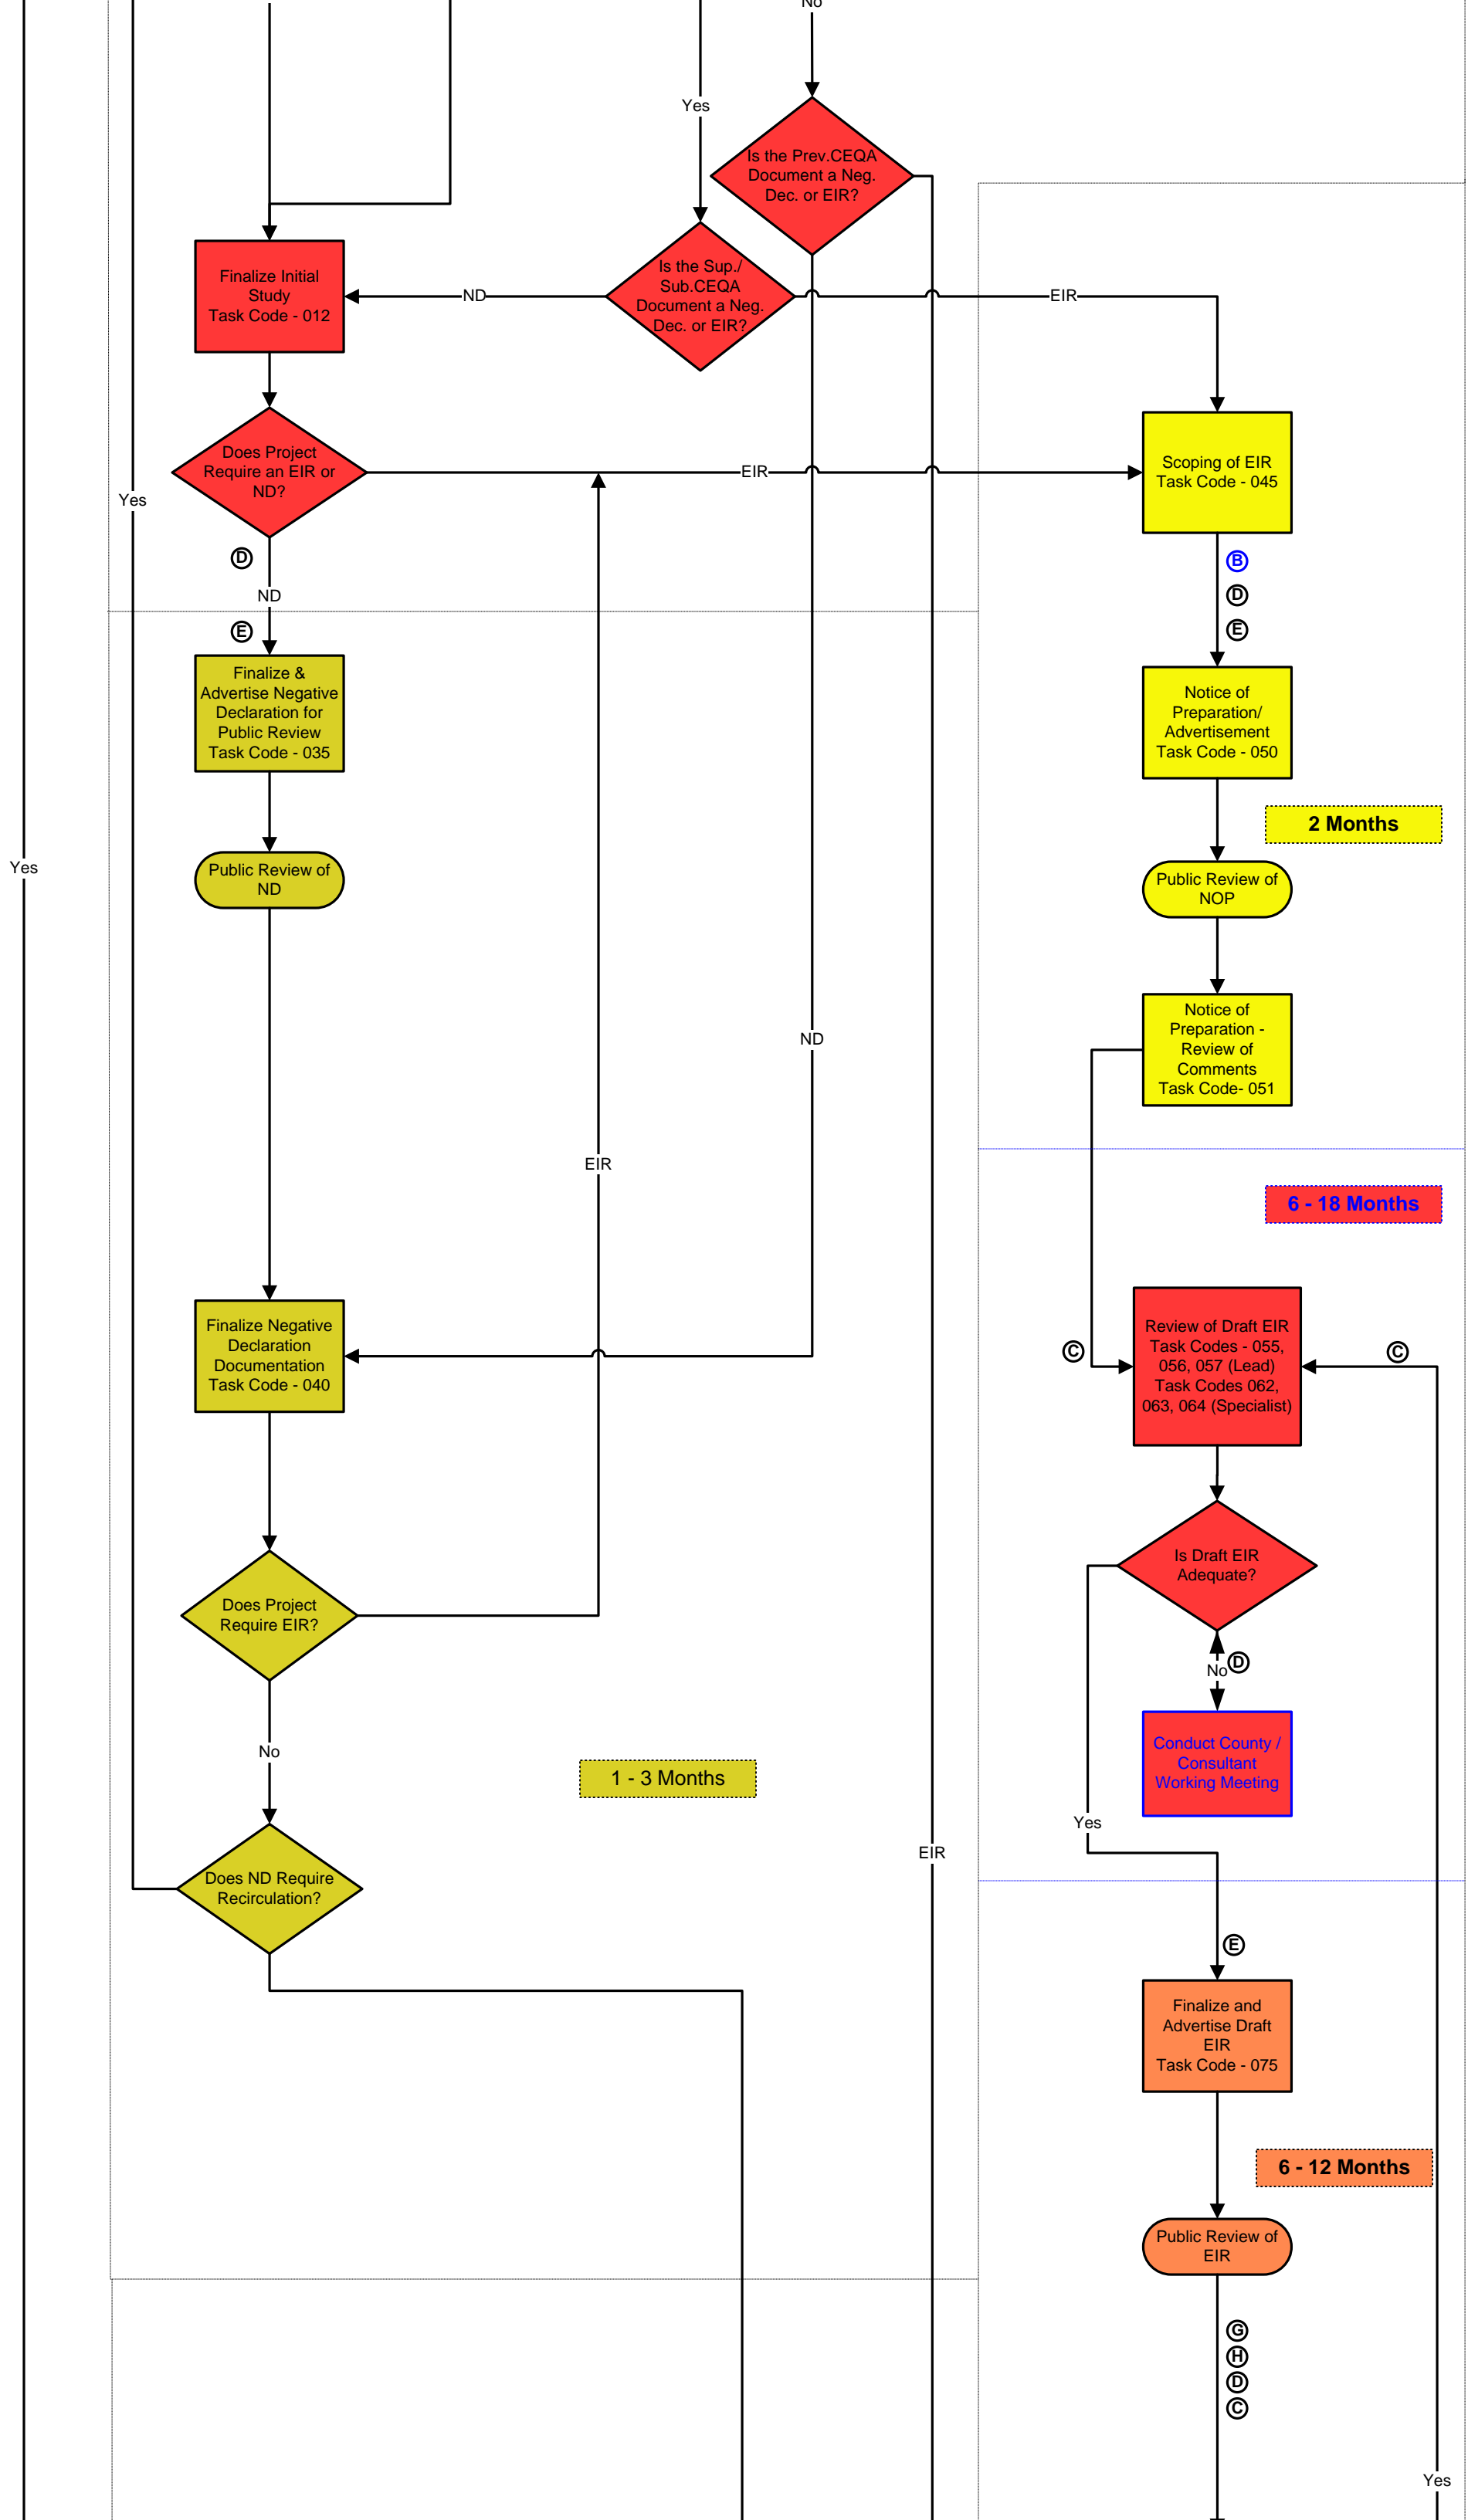 No
Yes
Is the Prev.CEQA
Document a Neg.
Dec. or EIR?
Finalize Initial
Study
Task Code - 012
ND
Is the Sup./
Sub.CEQA
Document a Neg.
Dec. or EIR?
EIR
Does Project
Require an EIR or
ND?
EIR
Scoping of EIR
Task Code - 045
Yes
D
ND
E
B
D
E
Finalize &
Advertise Negative
Declaration for
Public Review
Task Code - 035
Notice of
Preparation/
Advertisement
Task Code - 050
2 Months
Yes
Public Review of
ND
Public Review of
NOP
Notice of
Preparation -
Review of
Comments
Task Code- 051
ND
EIR
6 - 18 Months
Finalize Negative
Declaration
Documentation
Task Code - 040
C
Review of Draft EIR
Task Codes - 055,
056, 057 (Lead)
Task Codes 062,
063, 064 (Specialist)
C
Does Project
Require EIR?
Is Draft EIR
Adequate?
No
D
No
1 - 3 Months
Conduct County /
Consultant
Working Meeting
Yes
EIR
Does ND Require
Recirculation?
E
Finalize and
Advertise Draft
EIR
Task Code - 075
6 - 12 Months
Public Review of
EIR
G
H
D
C
Yes